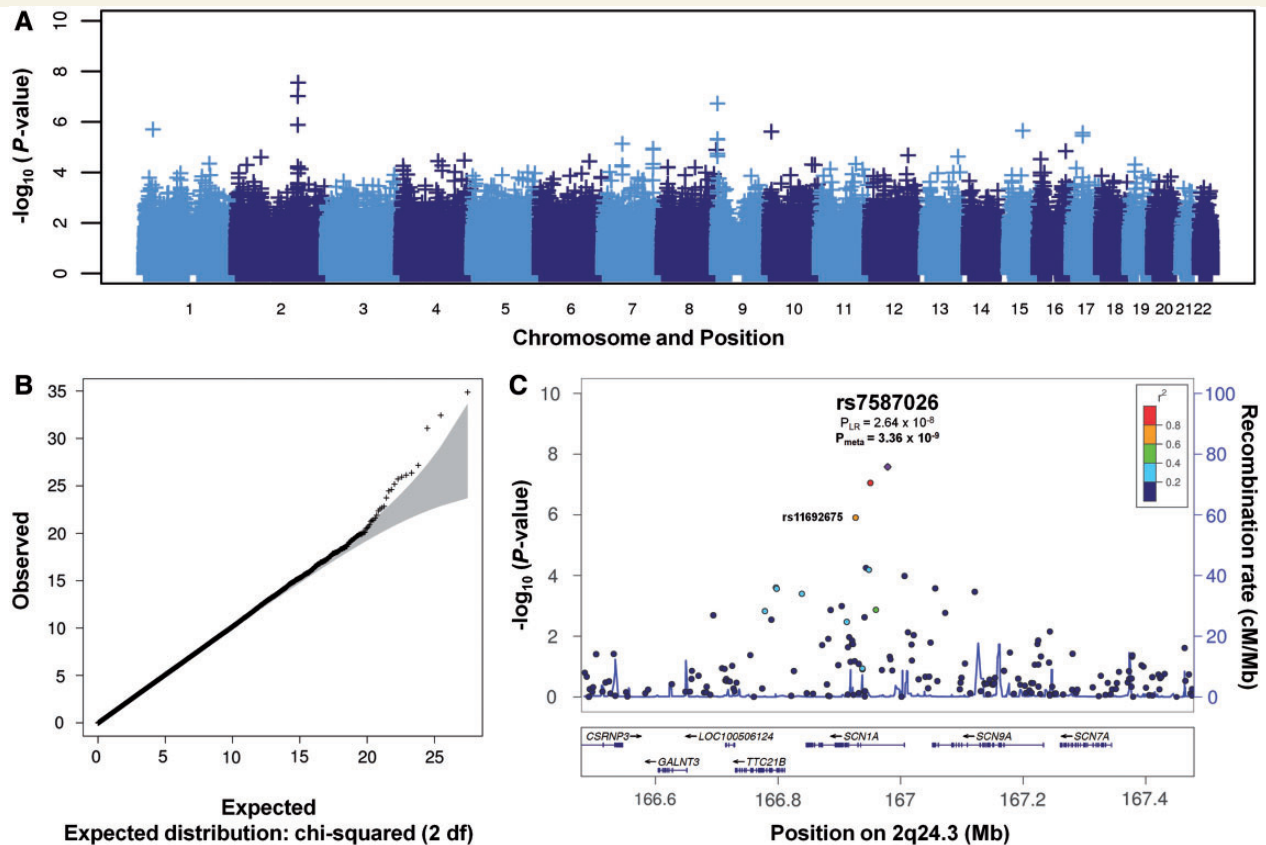 A
10
8
6
4
2
0
-log10 (P-value)
1 2 3 4 5 6 7 8 9 10 11 12 13 14 15 16 17 18 19 20 21 22
Chromosome and Position
B
35
30
25
20
15
10
5
0
Observed
0 5 10 15 20 25
Expected
Expected distribution: chi-squared (2 df)
C
10
8
6
4
2
0
-log10 (P-value)
rs7587026
PLR = 2.64 x 10-8
Pmeta = 3.36 x 10-9
rs11692675
r2
0.8
0.6
0.4
0.2
100
80
60
40
20
0
Recombination rate (cM/Mb)
CSRNP3→ ←LOC100506124 ←SCN1A ←SCN9A ←SCN7A
←GALNT3 ←TTC21B
166.6 166.8 167 167.2 167.4
Position on 2q24.3 (Mb)